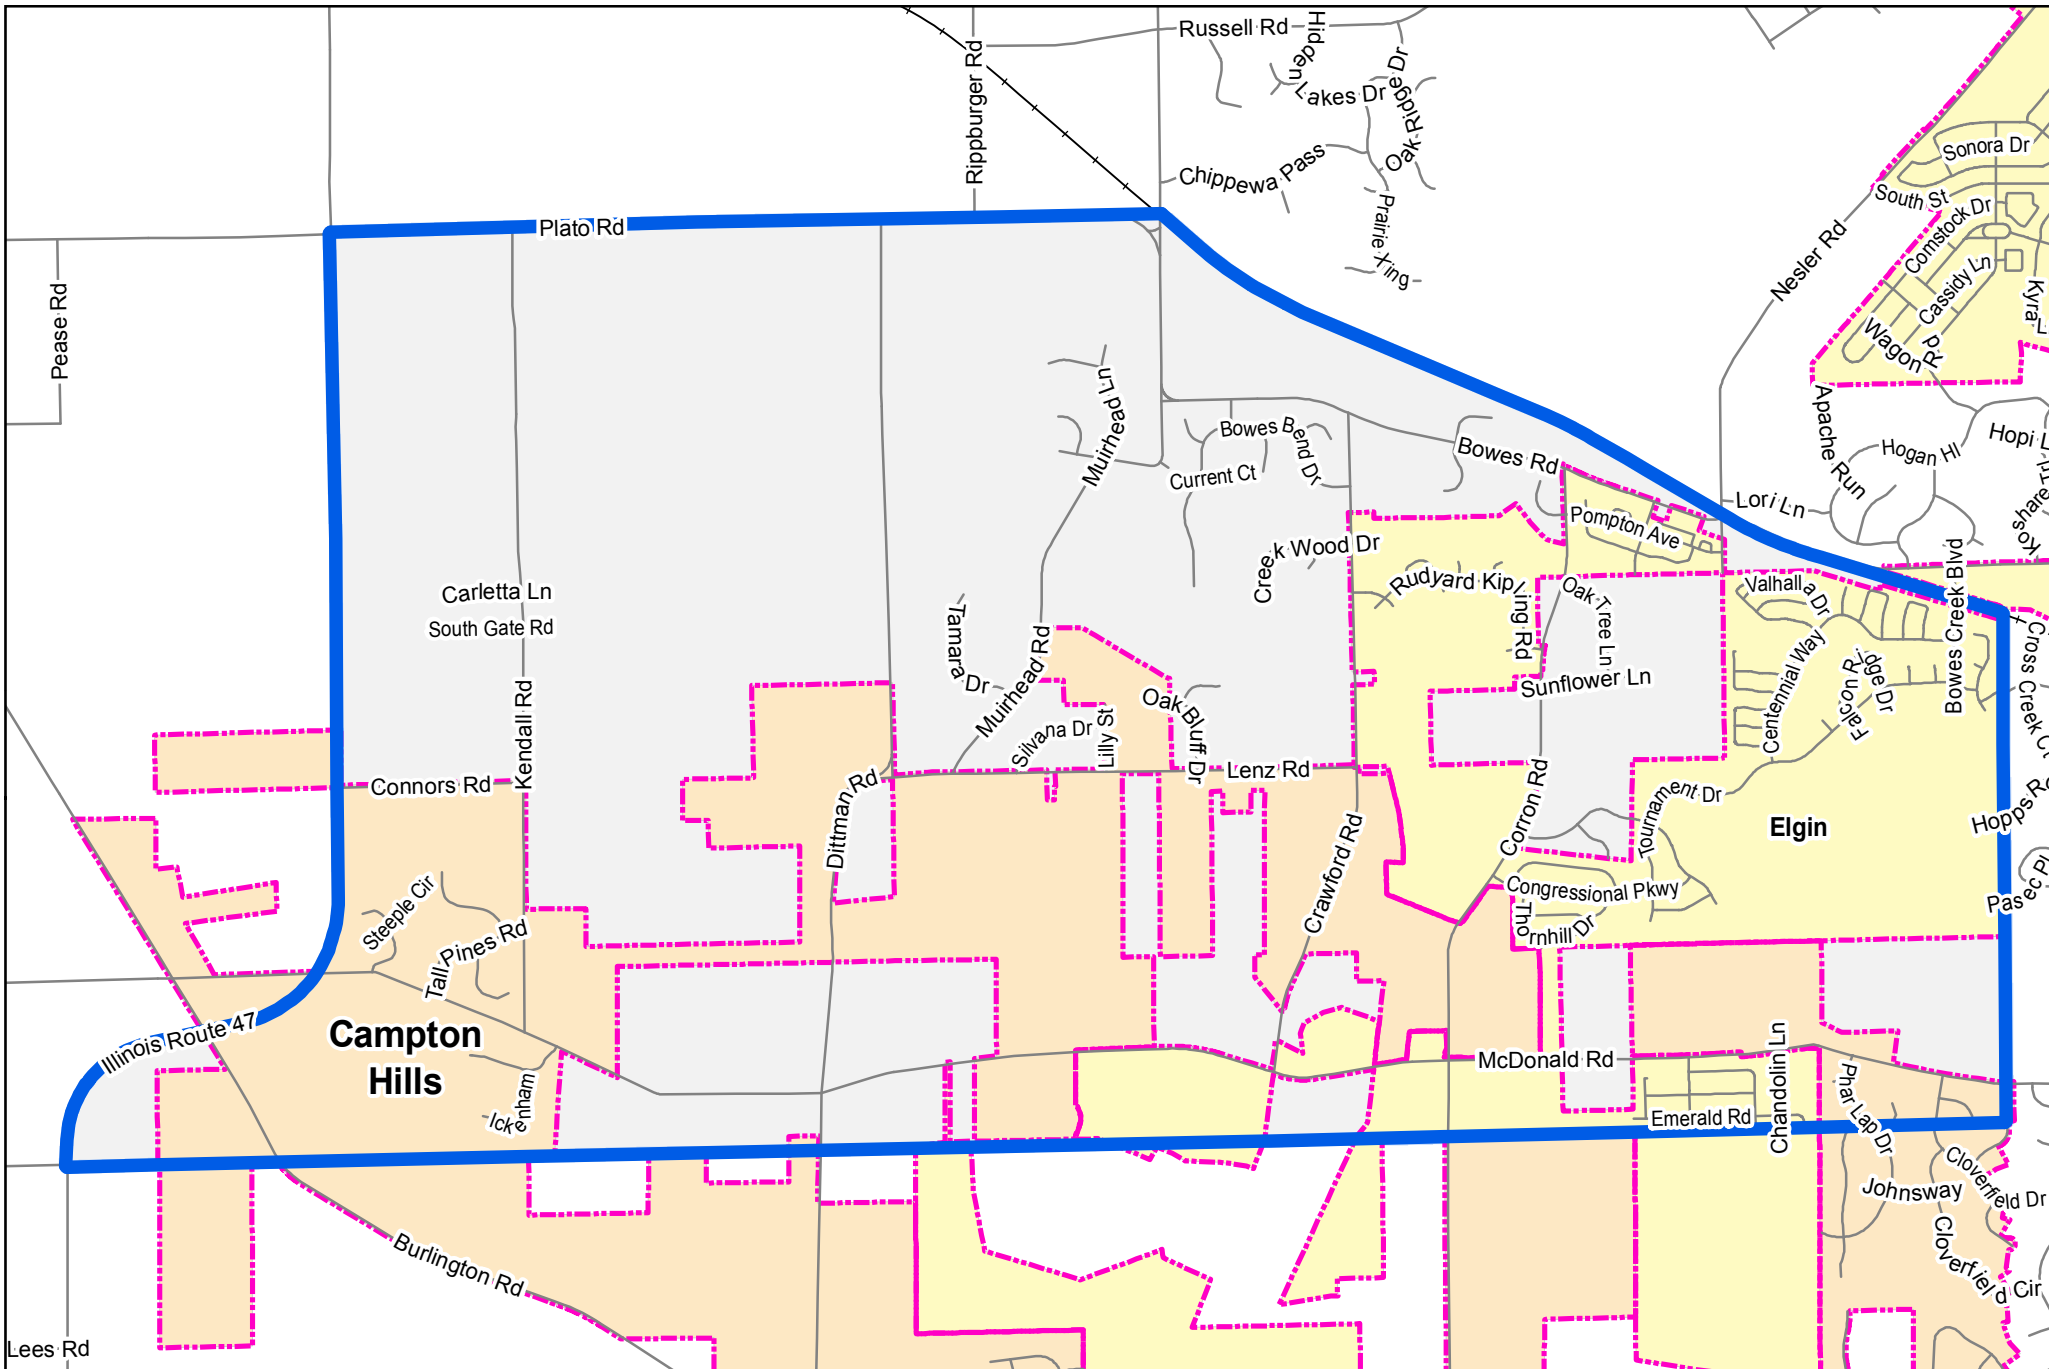 Russell Rd
Hidden
Lakes Dr
Oak Ridge Dr
Rippburger Rd
Chippewa Pass
Prairie Xing
Sonora Dr
South St
Comstock Dr
Cassidy Ln
Kyra
L
Wagon
Rd
Nesler Rd
Plato Rd
Pease Rd
Apache Run
Hogan Hl
Hopi L
Koshare
Muirhead Ln
Bowes Bend Dr
Current Ct
Bowes Rd
Lori Ln
Pompton Ave
Creek Wood Dr
Rudyard Kipling Rd
Oak Tree Ln
Valhalla Dr
Bowes Creek Blvd
Carletta Ln
South Gate Rd
Tamara Dr
Muirhead Rd
Centennial Way
Falcon Ridge Dr
Cross Creek Ct
Sunflower Ln
Kendall Rd
Silvana Dr
Lilly St
Oak Bluff Dr
Connors Rd
Dittman Rd
Lenz Rd
Corron Rd
Tournament Dr
Elgin
Hopps Rd
Crawford Rd
Congressional Pkwy
Thornhill Dr
Pasec Pl
Steeple Cir
Tall Pines Rd
Illinois Route 47
Campton
Hills
McDonald Rd
Chandolin Ln
Phar Lap Dr
Ickenham
Emerald Rd
Cloverfield Dr
Johnsway
Cloverfield Cir
Burlington Rd
Lees Rd